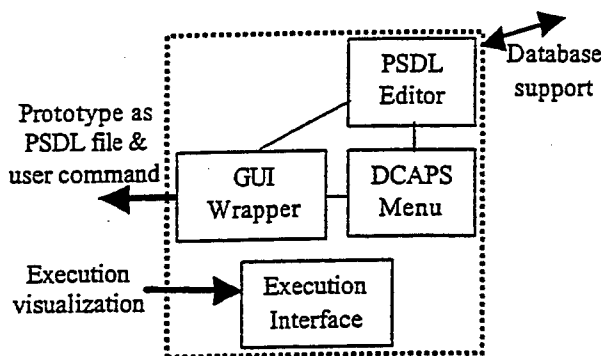 PSDL
Editor
Database
support
Prototype as
PSDL file &
user command
GUI
Wrapper
DCAPS
Menu
Execution
visualization
Execution
Interface